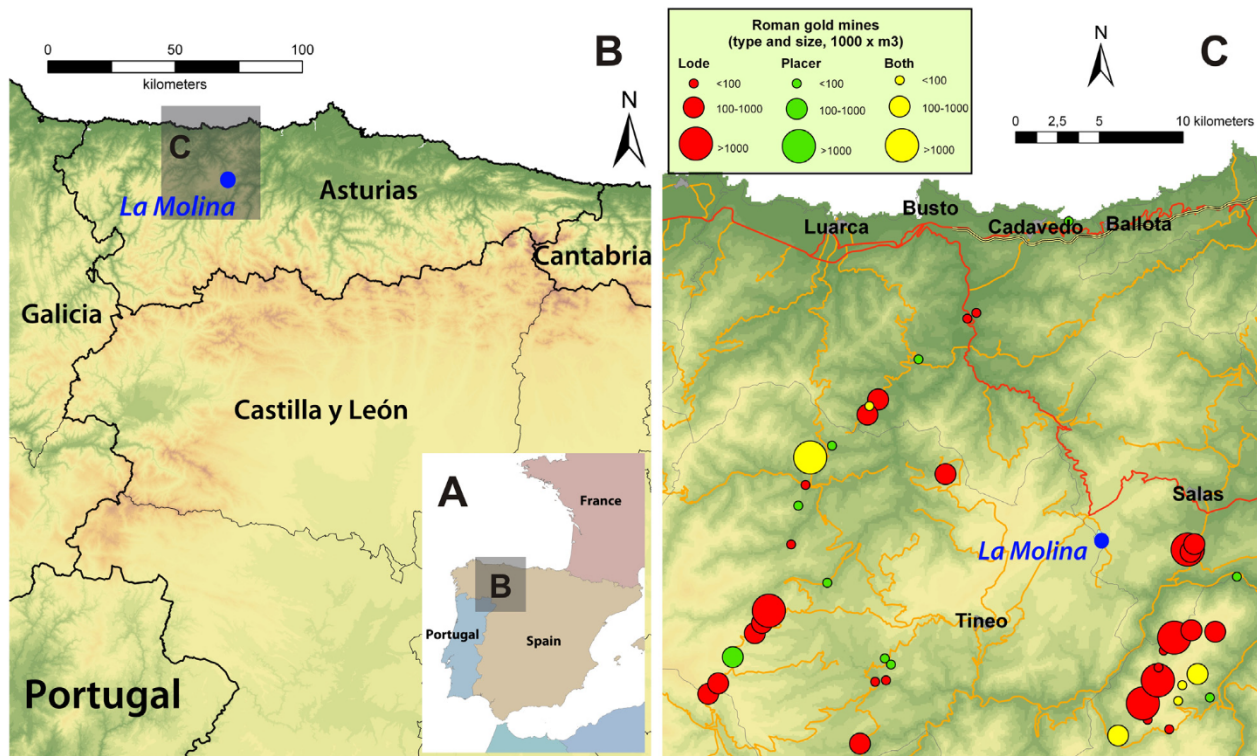 0 50 100
kilometers
B
N
C
La Molina
Asturias
Cantabria
Galicia
Castilla y León
Portugal
A
France
B
Portugal
Spain
Roman gold mines
(type and size, 1000 x m3)
Lode Placer Both
<100 <100 <100
100-1000 100-1000 100-1000
>1000 >1000 >1000
N
C
0 2,5 5 10 kilometers
Luarca
Busto
Cadavedo
Ballota
Salas
La Molina
Tineo